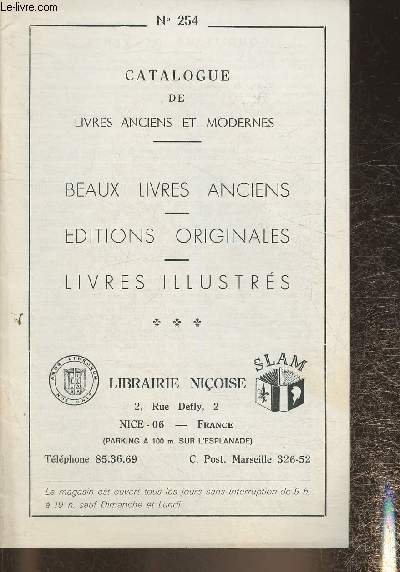 le-livre.com
N° 254
CATALOGUE
DE
LIVRES ANCIENS ET MODERNES
BEAUX LIVRES ANCIENS
EDITIONS ORIGINALES
LIVRES ILLUSTRÉS
SLAM
LIBRAIRIE NIÇOISE
2, Rue Defly, 2
NICE - 06 — FRANCE
(PARKING A 100 m. SUR L'ESPLANADE)
Téléphone 85.36.69 C. Post. Marseille 326-52
Le magasin est ouvert tous les jours sans interruption de
à 19 h. sauf Dimanche et Lundi